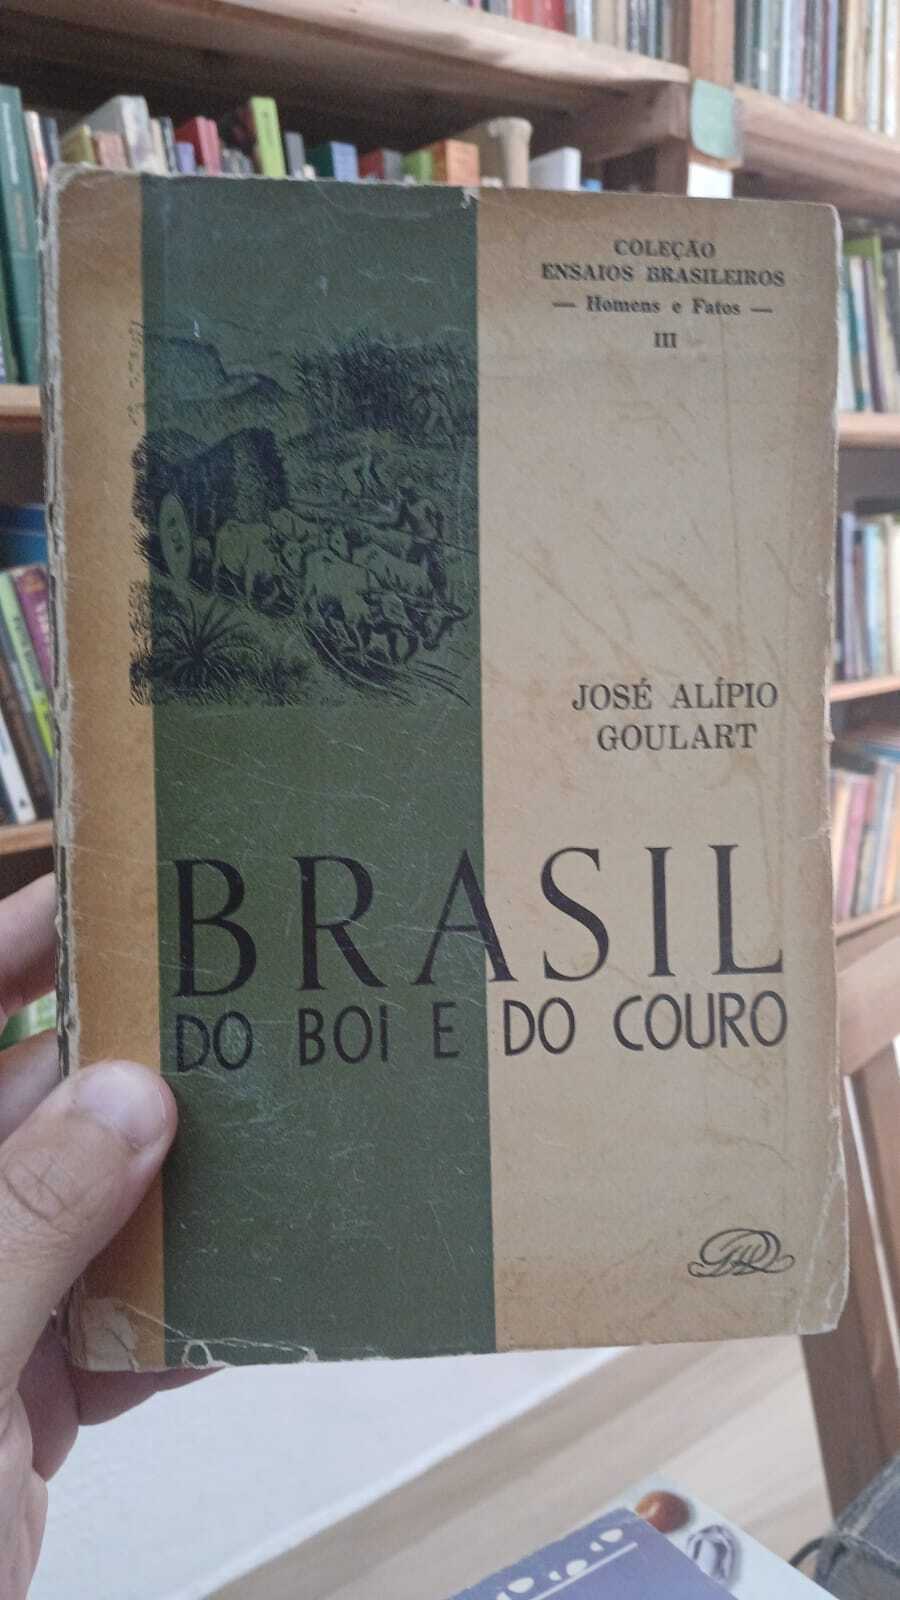 COLEÇÃO
ENSAIOS BRASILEIROS
— Homens e Fatos —
III
JOSÉ ALÍPIO
GOULART
BRASIL
DO BOI E DO COURO